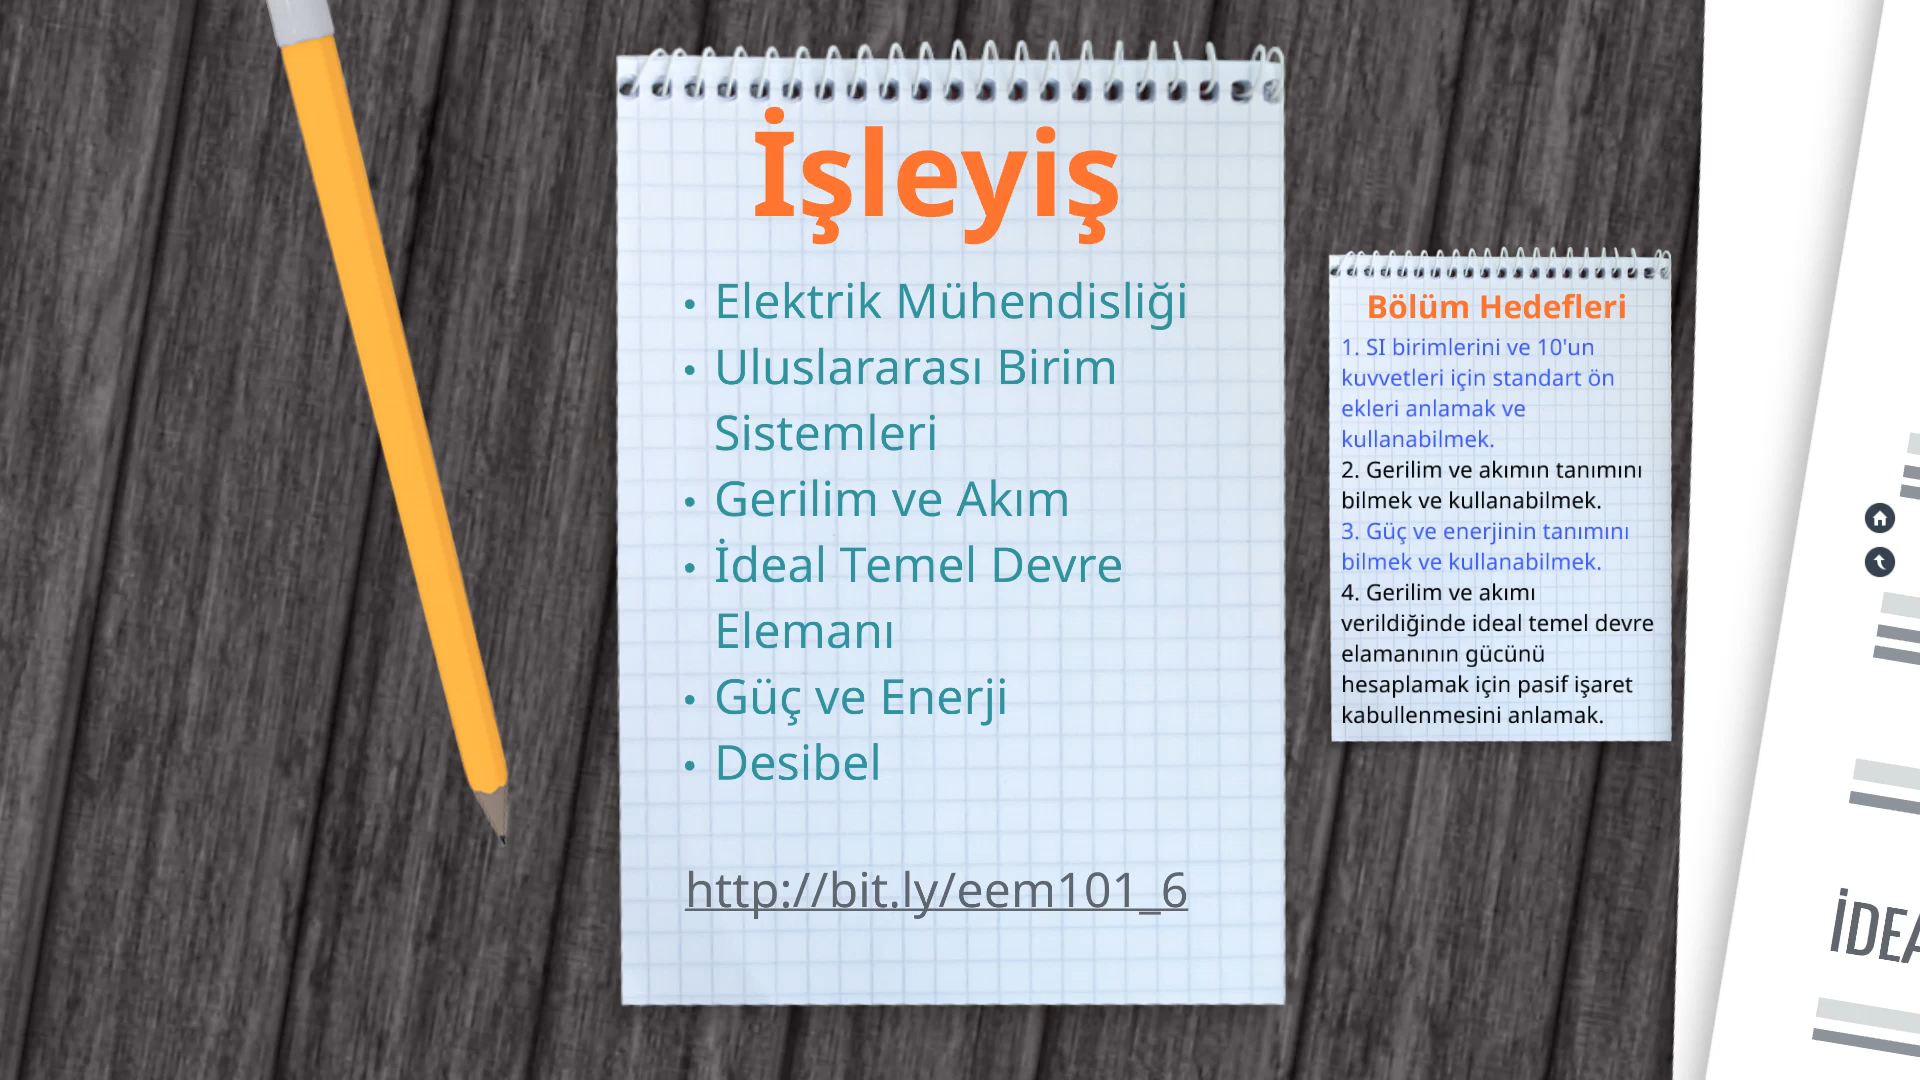 İşleyiş
• Elektrik Mühendisliği
• Uluslararası Birim
Sistemleri
• Gerilim ve Akım
• İdeal Temel Devre
Elemanı
• Güç ve Enerji
• Desibel
http://bit.ly/eem101_6
Bölüm Hedefleri
1. SI birimlerini ve 10'un
kuvvetleri için standart ön
ekleri anlamak ve
kullanabilmek.
2. Gerilim ve akımın tanımını
bilmek ve kullanabilmek.
3. Güç ve enerjinin tanımını
bilmek ve kullanabilmek.
4. Gerilim ve akımı
verildiğinde ideal temel devre
elamanının gücünü
hesaplamak için pasif işaret
kabullenmesini anlamak.